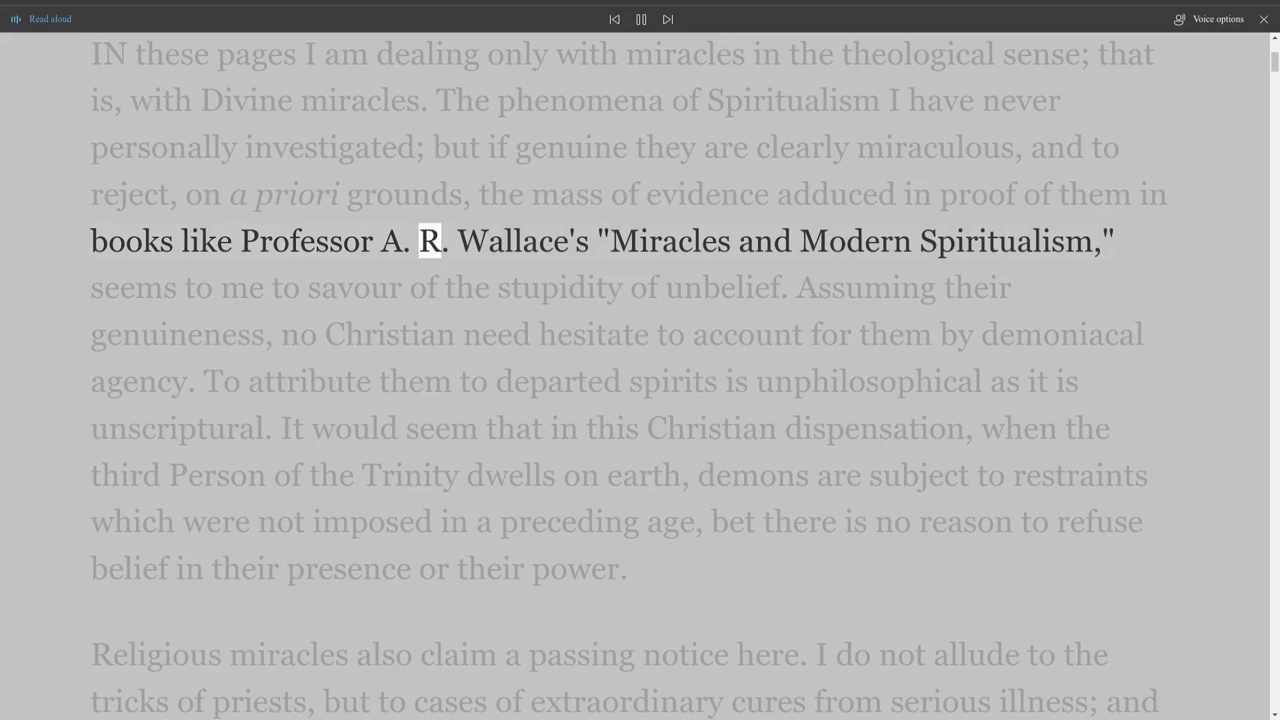 Read aloud
Voice options
IN these pages I am dealing only with miracles in the theological sense; that
is, with Divine miracles. The phenomena of Spiritualism I have never
personally investigated; but if genuine they are clearly miraculous, and to
reject, on a priori grounds, the mass of evidence adduced in proof of them in
books like Professor A. R. Wallace's "Miracles and Modern Spiritualism,"
seems to me to savour of the stupidity of unbelief. Assuming their
genuineness, no Christian need hesitate to account for them by demoniacal
agency. To attribute them to departed spirits is unphilosophical as it is
unscriptural. It would seem that in this Christian dispensation, when the
third Person of the Trinity dwells on earth, demons are subject to restraints
which were not imposed in a preceding age, bet there is no reason to refuse
belief in their presence or their power.
Religious miracles also claim a passing notice here. I do not allude to the
tricks of priests, but to cases of extraordinary cures from serious illness; and